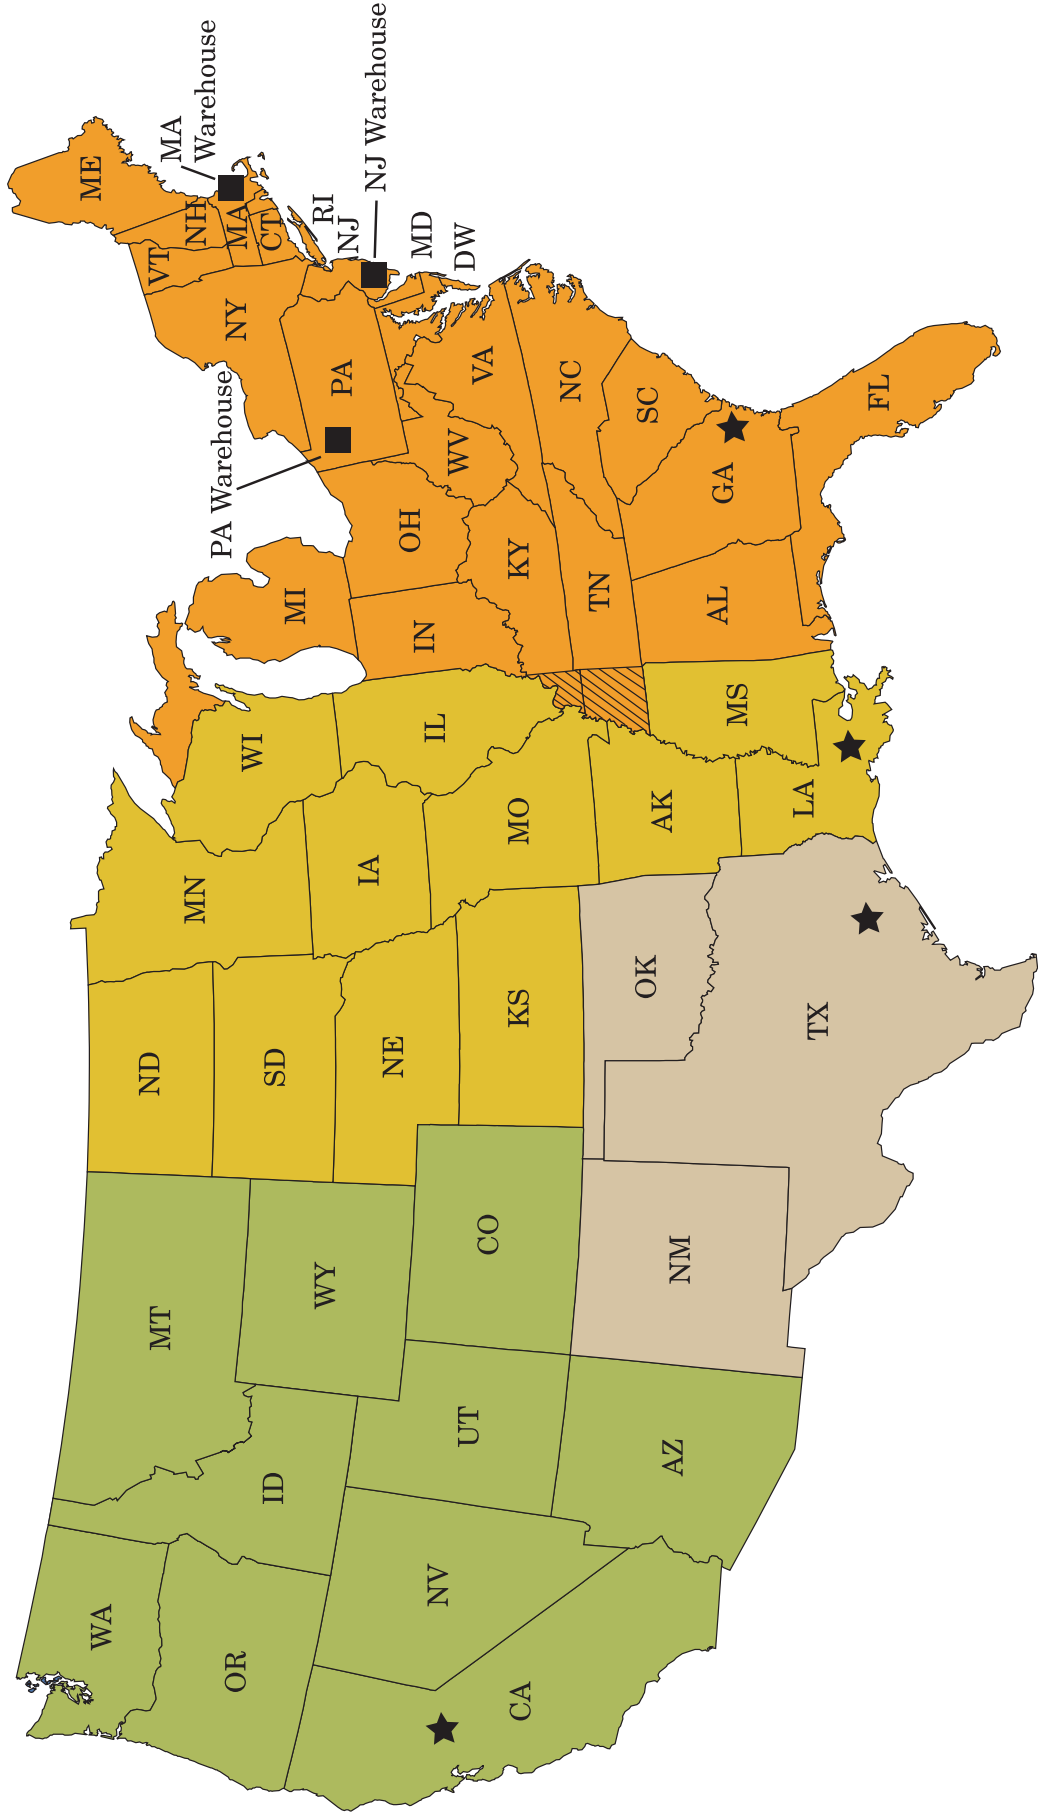 WA
OR
CA
NV
ID
MT
WY
UT
AZ
CO
NM
ND
SD
NE
KS
OK
TX
MN
IA
MO
AK
LA
WI
IL
MS
MI
IN
OH
KY
TN
AL
GA
FL
SC
NC
VA
WV
PA Warehouse
PA
NY
VT
NH
ME
MA
Warehouse
MA
CT
RI
NJ
NJ Warehouse
MD
DW